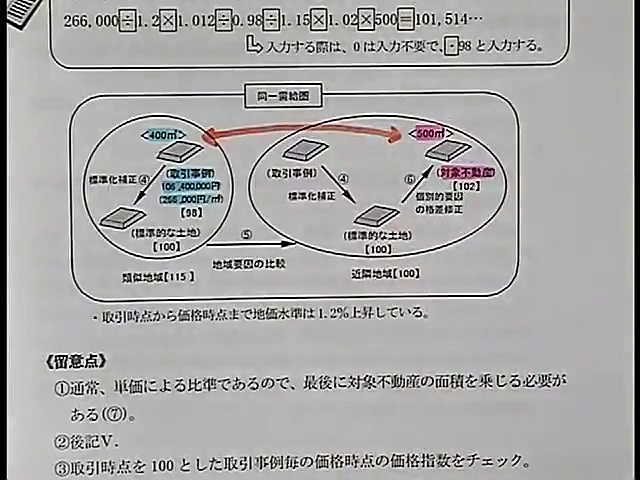 266,000÷1.2×1.012÷0.98÷1.15×1.02×500＝101,514…
入力する際は、0は入力不要で、・98と入力する。
同一需給圏
<400㎡>
<500㎡>
(取引事例)
106,400,000円
(266,000円/㎡)
[98]
標準化補正
④
(標準的な土地)
[100]
類似地域[115]
⑤
地域要因の比較
(取引事例)
④
標準化補正
(標準的な土地)
[100]
⑥
個別的要因
の格差修正
(対象不動産)
[102]
近隣地域[100]
・取引時点から価格時点まで地価水準は1.2%上昇している。
《留意点》
①通常、単価による比準であるので、最後に対象不動産の面積を乗じる必要が
ある(⑦)。
②後記Ⅴ.
③取引時点を100とした取引事例毎の価格時点の価格指数をチェック。